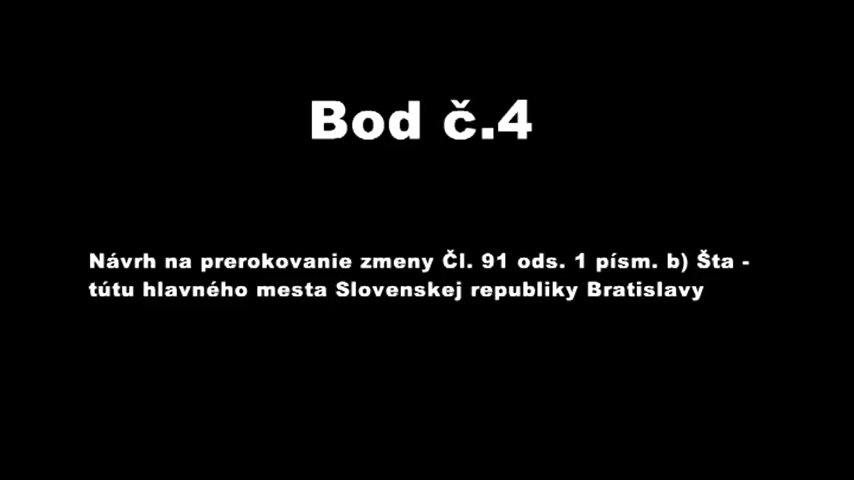 Bod č.4
Návrh na prerokovanie zmeny Čl. 91 ods. 1 písm. b) Šta -
tútu hlavného mesta Slovenskej republiky Bratislavy